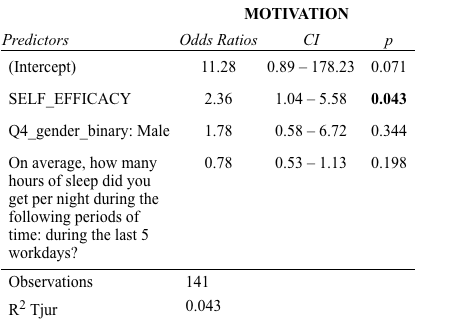 MOTIVATION
Predictors Odds Ratios CI p
(Intercept) 11.28 0.89 – 178.23 0.071
SELF_EFFICACY 2.36 1.04 – 5.58 0.043
Q4_gender_binary: Male 1.78 0.58 – 6.72 0.344
On average, how many 0.78 0.53 – 1.13 0.198
hours of sleep did you
get per night during the
following periods of
time: during the last 5
workdays?
Observations 141
R² Tjur 0.043